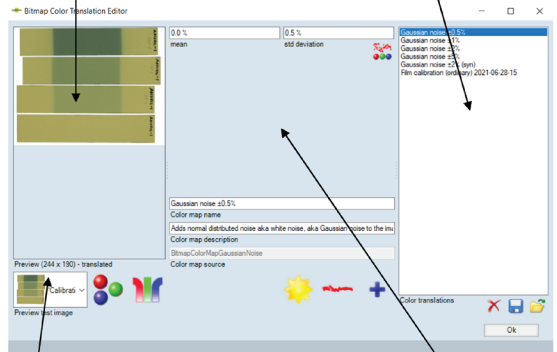 Bitmap Color Translation Editor
0.0 %
0.5 %
mean
std deviation
Gaussian noise ±0.5%
Gaussian noise ±1%
Gaussian noise ±2%
Gaussian noise ±5%
Gaussian noise ±2% (syn)
Film calibration (ordinary) 2021-06-28-15
Gaussian noise ±0.5%
Color map name
Adds normal distributed noise aka white noise, aka Gaussian noise to the ima
Color map description
BitmapColorMapGaussianNoise
Color map source
Preview (244 x 190) - translated
Calibrati
Preview test image
Color translations
Ok